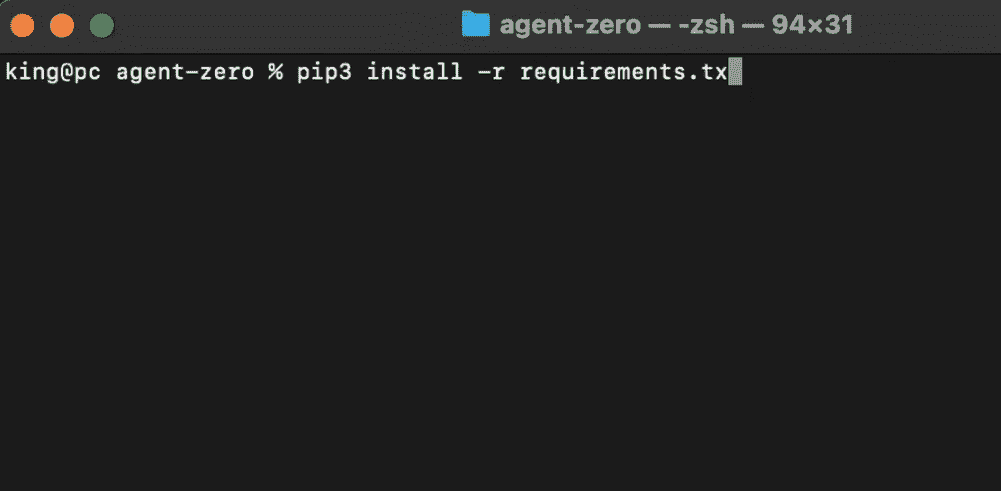 agent-zero — -zsh — 94×31
king@pc agent-zero % pip3 install -r requirements.tx